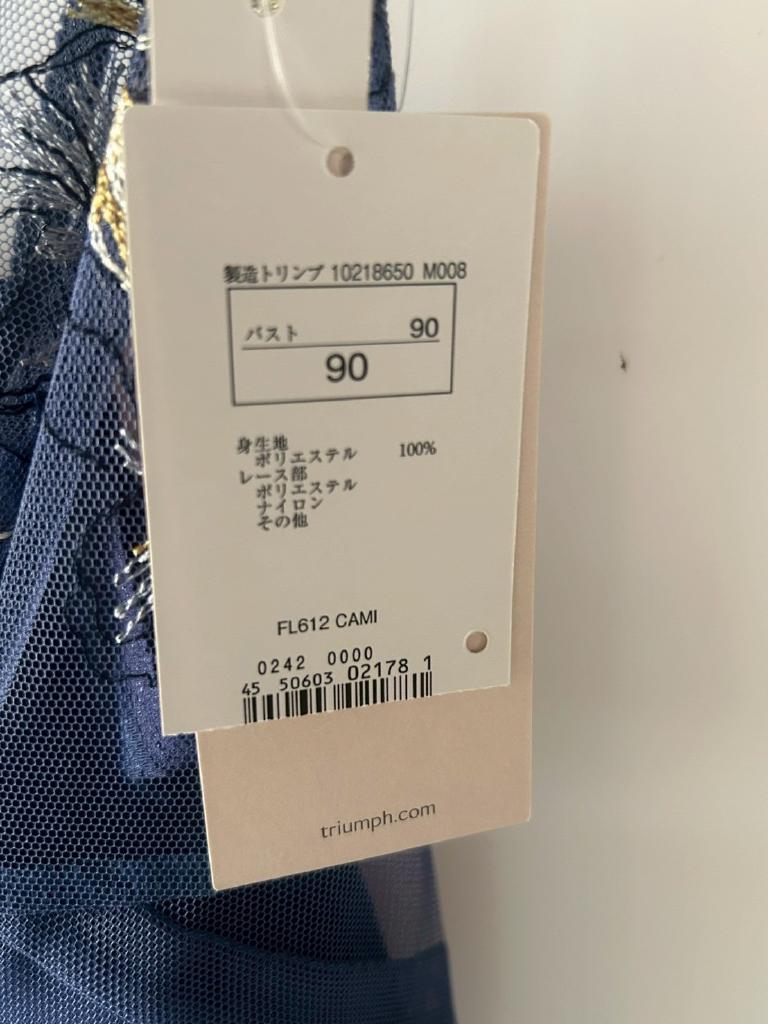 製造トリンプ 10218650 M008
バスト 90
90
身生地
ポリエステル 100%
レース部
ポリエステル
ナイロン
その他
FL612 CAMI
0242 0000
45 50603 02178 1
triumph.com